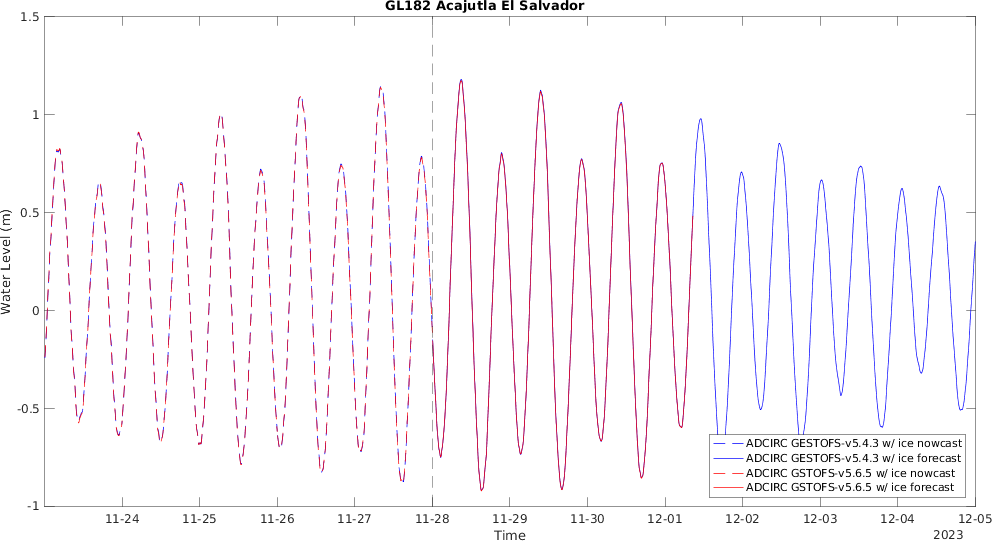 GL182 Acajutla El Salvador
Water Level (m)
1.5
1
0.5
0
-0.5
-1
11-24 11-25 11-26 11-27 11-28 11-29 11-30 12-01 12-02 12-03 12-04 12-05
Time
2023
ADCIRC GESTOFS-v5.4.3 w/ ice nowcast
ADCIRC GESTOFS-v5.4.3 w/ ice forecast
ADCIRC GSTOFS-v5.6.5 w/ ice nowcast
ADCIRC GSTOFS-v5.6.5 w/ ice forecast